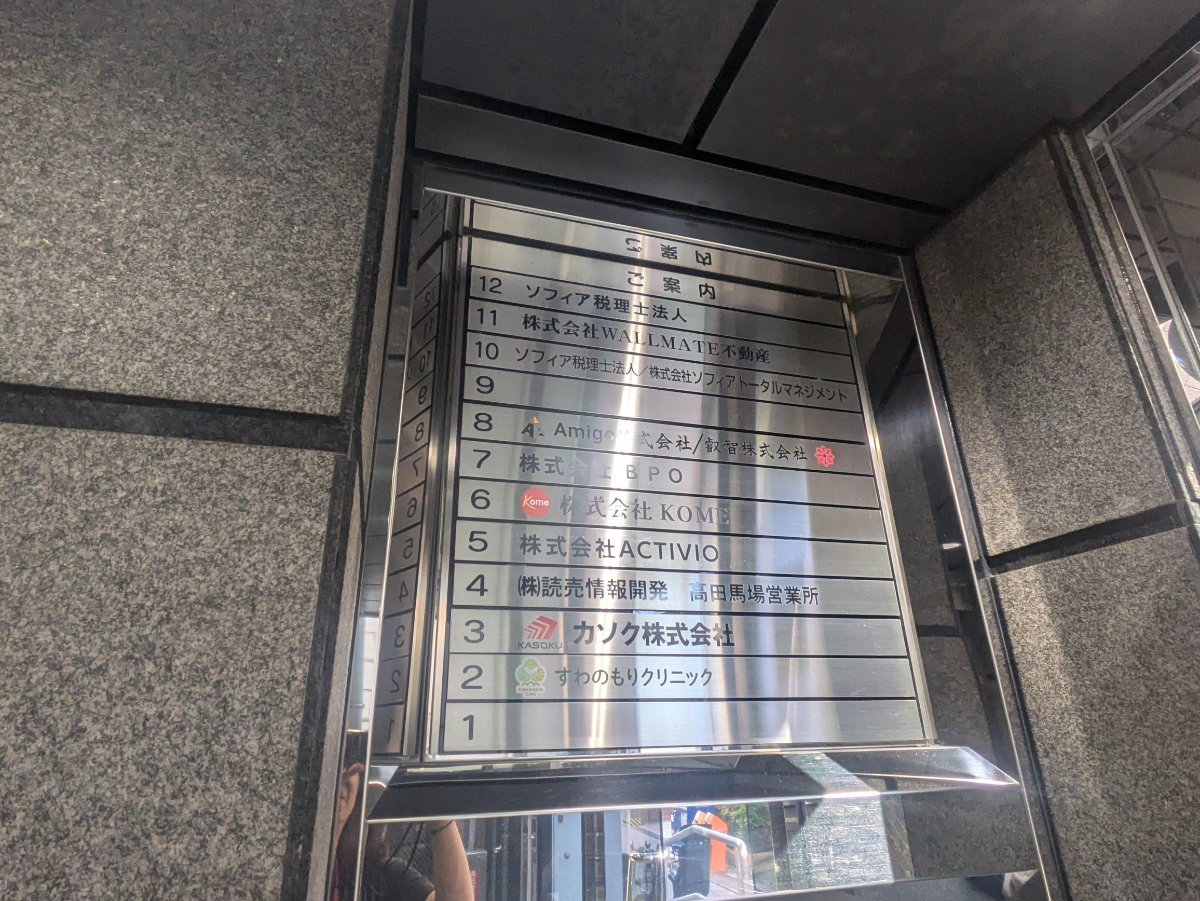 ご案内
12 ソフィア税理士法人
11 株式会社WALLMATE不動産
10 ソフィア税理士法人/株式会社ソフィアトータルマネジメント
9
8 Amigo株式会社/叡智株式会社
7 株式会社BPO
6 Kome 株式会社 KOME
5 株式会社ACTIVIO
4 ㈱読売情報開発 高田馬場営業所
3 KASOKU カソク株式会社
2 すわのもりクリニック
1